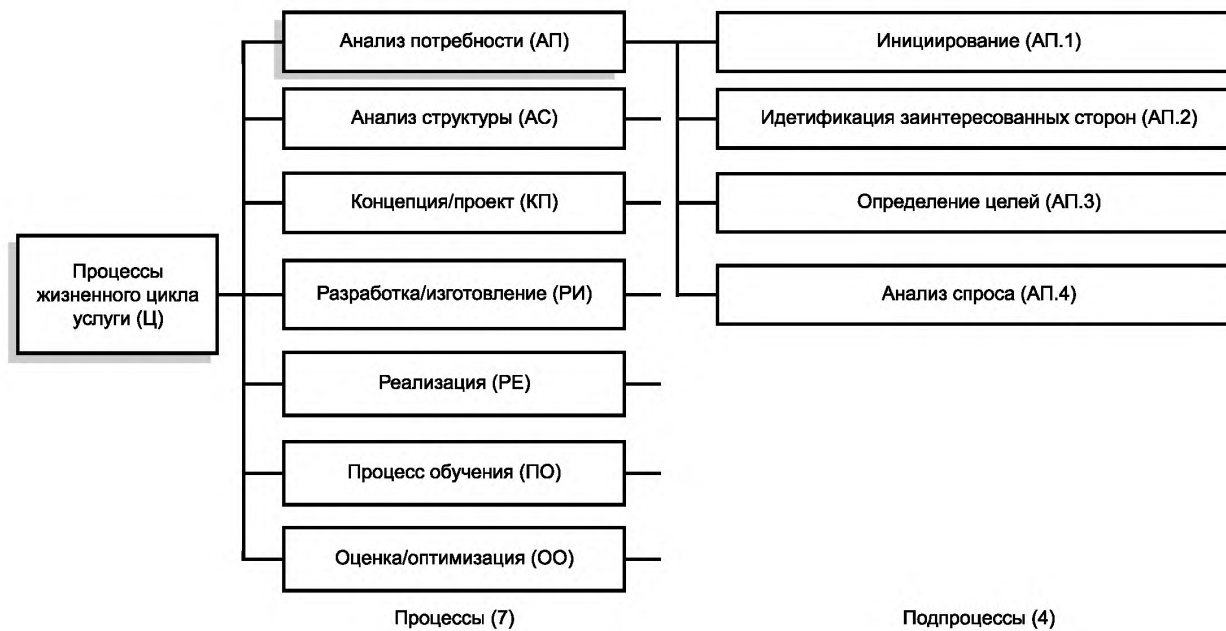 Процессы
жизненного цикла
услуги (Ц)
Анализ потребности (АП)
Анализ структуры (АС)
Концепция/проект (КП)
Разработка/изготовление (РИ)
Реализация (РЕ)
Процесс обучения (ПО)
Оценка/оптимизация (ОО)
Процессы (7)
Инициирование (АП.1)
Идетификация заинтересованных сторон (АП.2)
Определение целей (АП.3)
Анализ спроса (АП.4)
Подпроцессы (4)